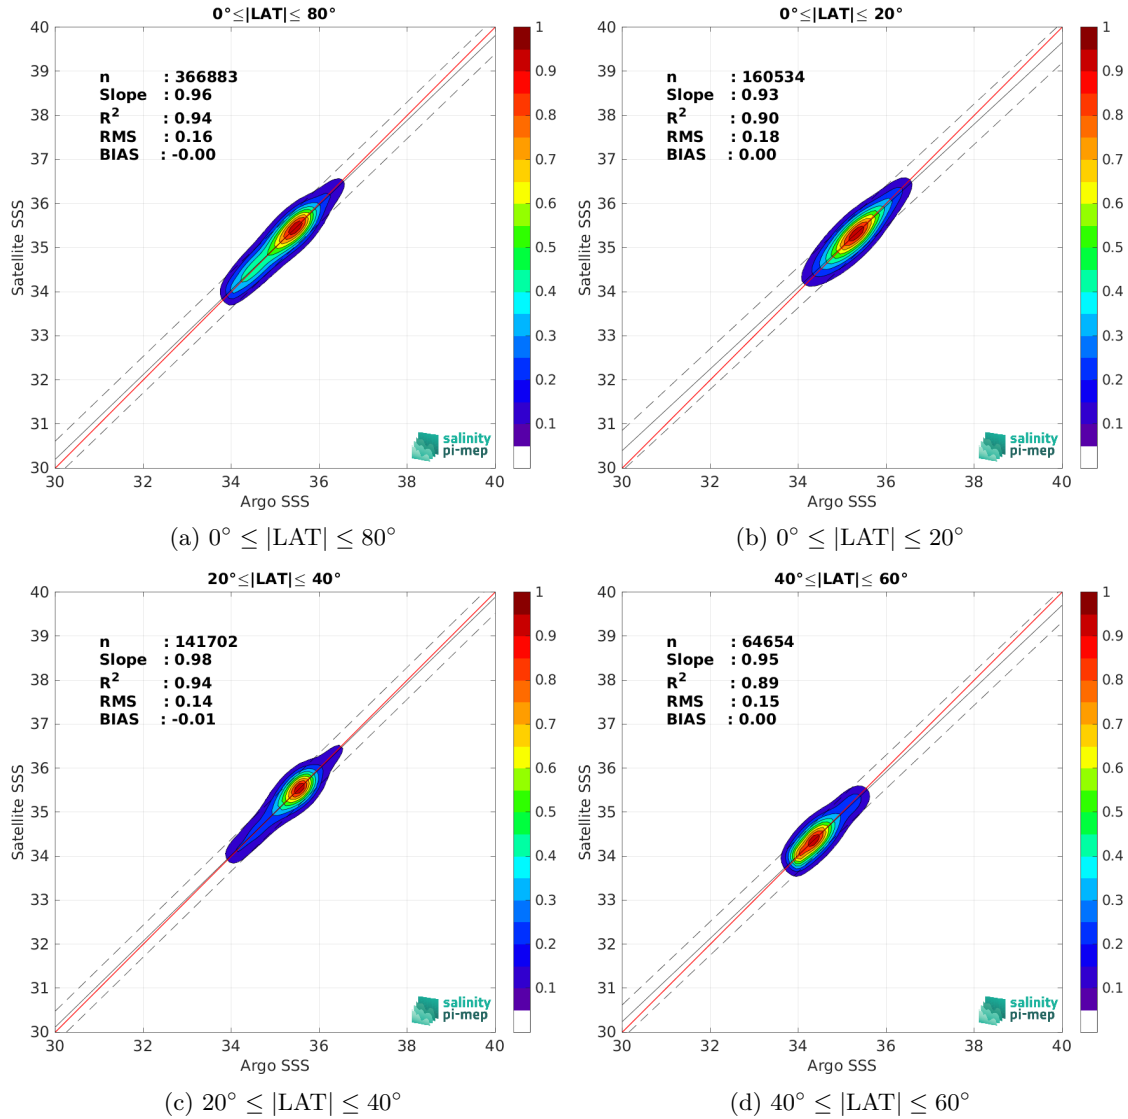 0°≤|LAT|≤ 80°
40
39
38
37
36
35
34
33
32
31
30
Satellite SSS
n : 366883
Slope : 0.96
R² : 0.94
RMS : 0.16
BIAS : -0.00
1
0.9
0.8
0.7
0.6
0.5
0.4
0.3
0.2
0.1
salinity
pi-mep
30 32 34 36 38 40
Argo SSS
(a) 0° ≤ |LAT| ≤ 80°
0°≤|LAT|≤ 20°
40
39
38
37
36
35
34
33
32
31
30
Satellite SSS
n : 160534
Slope : 0.93
R² : 0.90
RMS : 0.18
BIAS : 0.00
1
0.9
0.8
0.7
0.6
0.5
0.4
0.3
0.2
0.1
salinity
pi-mep
30 32 34 36 38 40
Argo SSS
(b) 0° ≤ |LAT| ≤ 20°
20°≤|LAT|≤ 40°
40
39
38
37
36
35
34
33
32
31
30
Satellite SSS
n : 141702
Slope : 0.98
R² : 0.94
RMS : 0.14
BIAS : -0.01
1
0.9
0.8
0.7
0.6
0.5
0.4
0.3
0.2
0.1
salinity
pi-mep
30 32 34 36 38 40
Argo SSS
(c) 20° ≤ |LAT| ≤ 40°
40°≤|LAT|≤ 60°
40
39
38
37
36
35
34
33
32
31
30
Satellite SSS
n : 64654
Slope : 0.95
R² : 0.89
RMS : 0.15
BIAS : 0.00
1
0.9
0.8
0.7
0.6
0.5
0.4
0.3
0.2
0.1
salinity
pi-mep
30 32 34 36 38 40
Argo SSS
(d) 40° ≤ |LAT| ≤ 60°